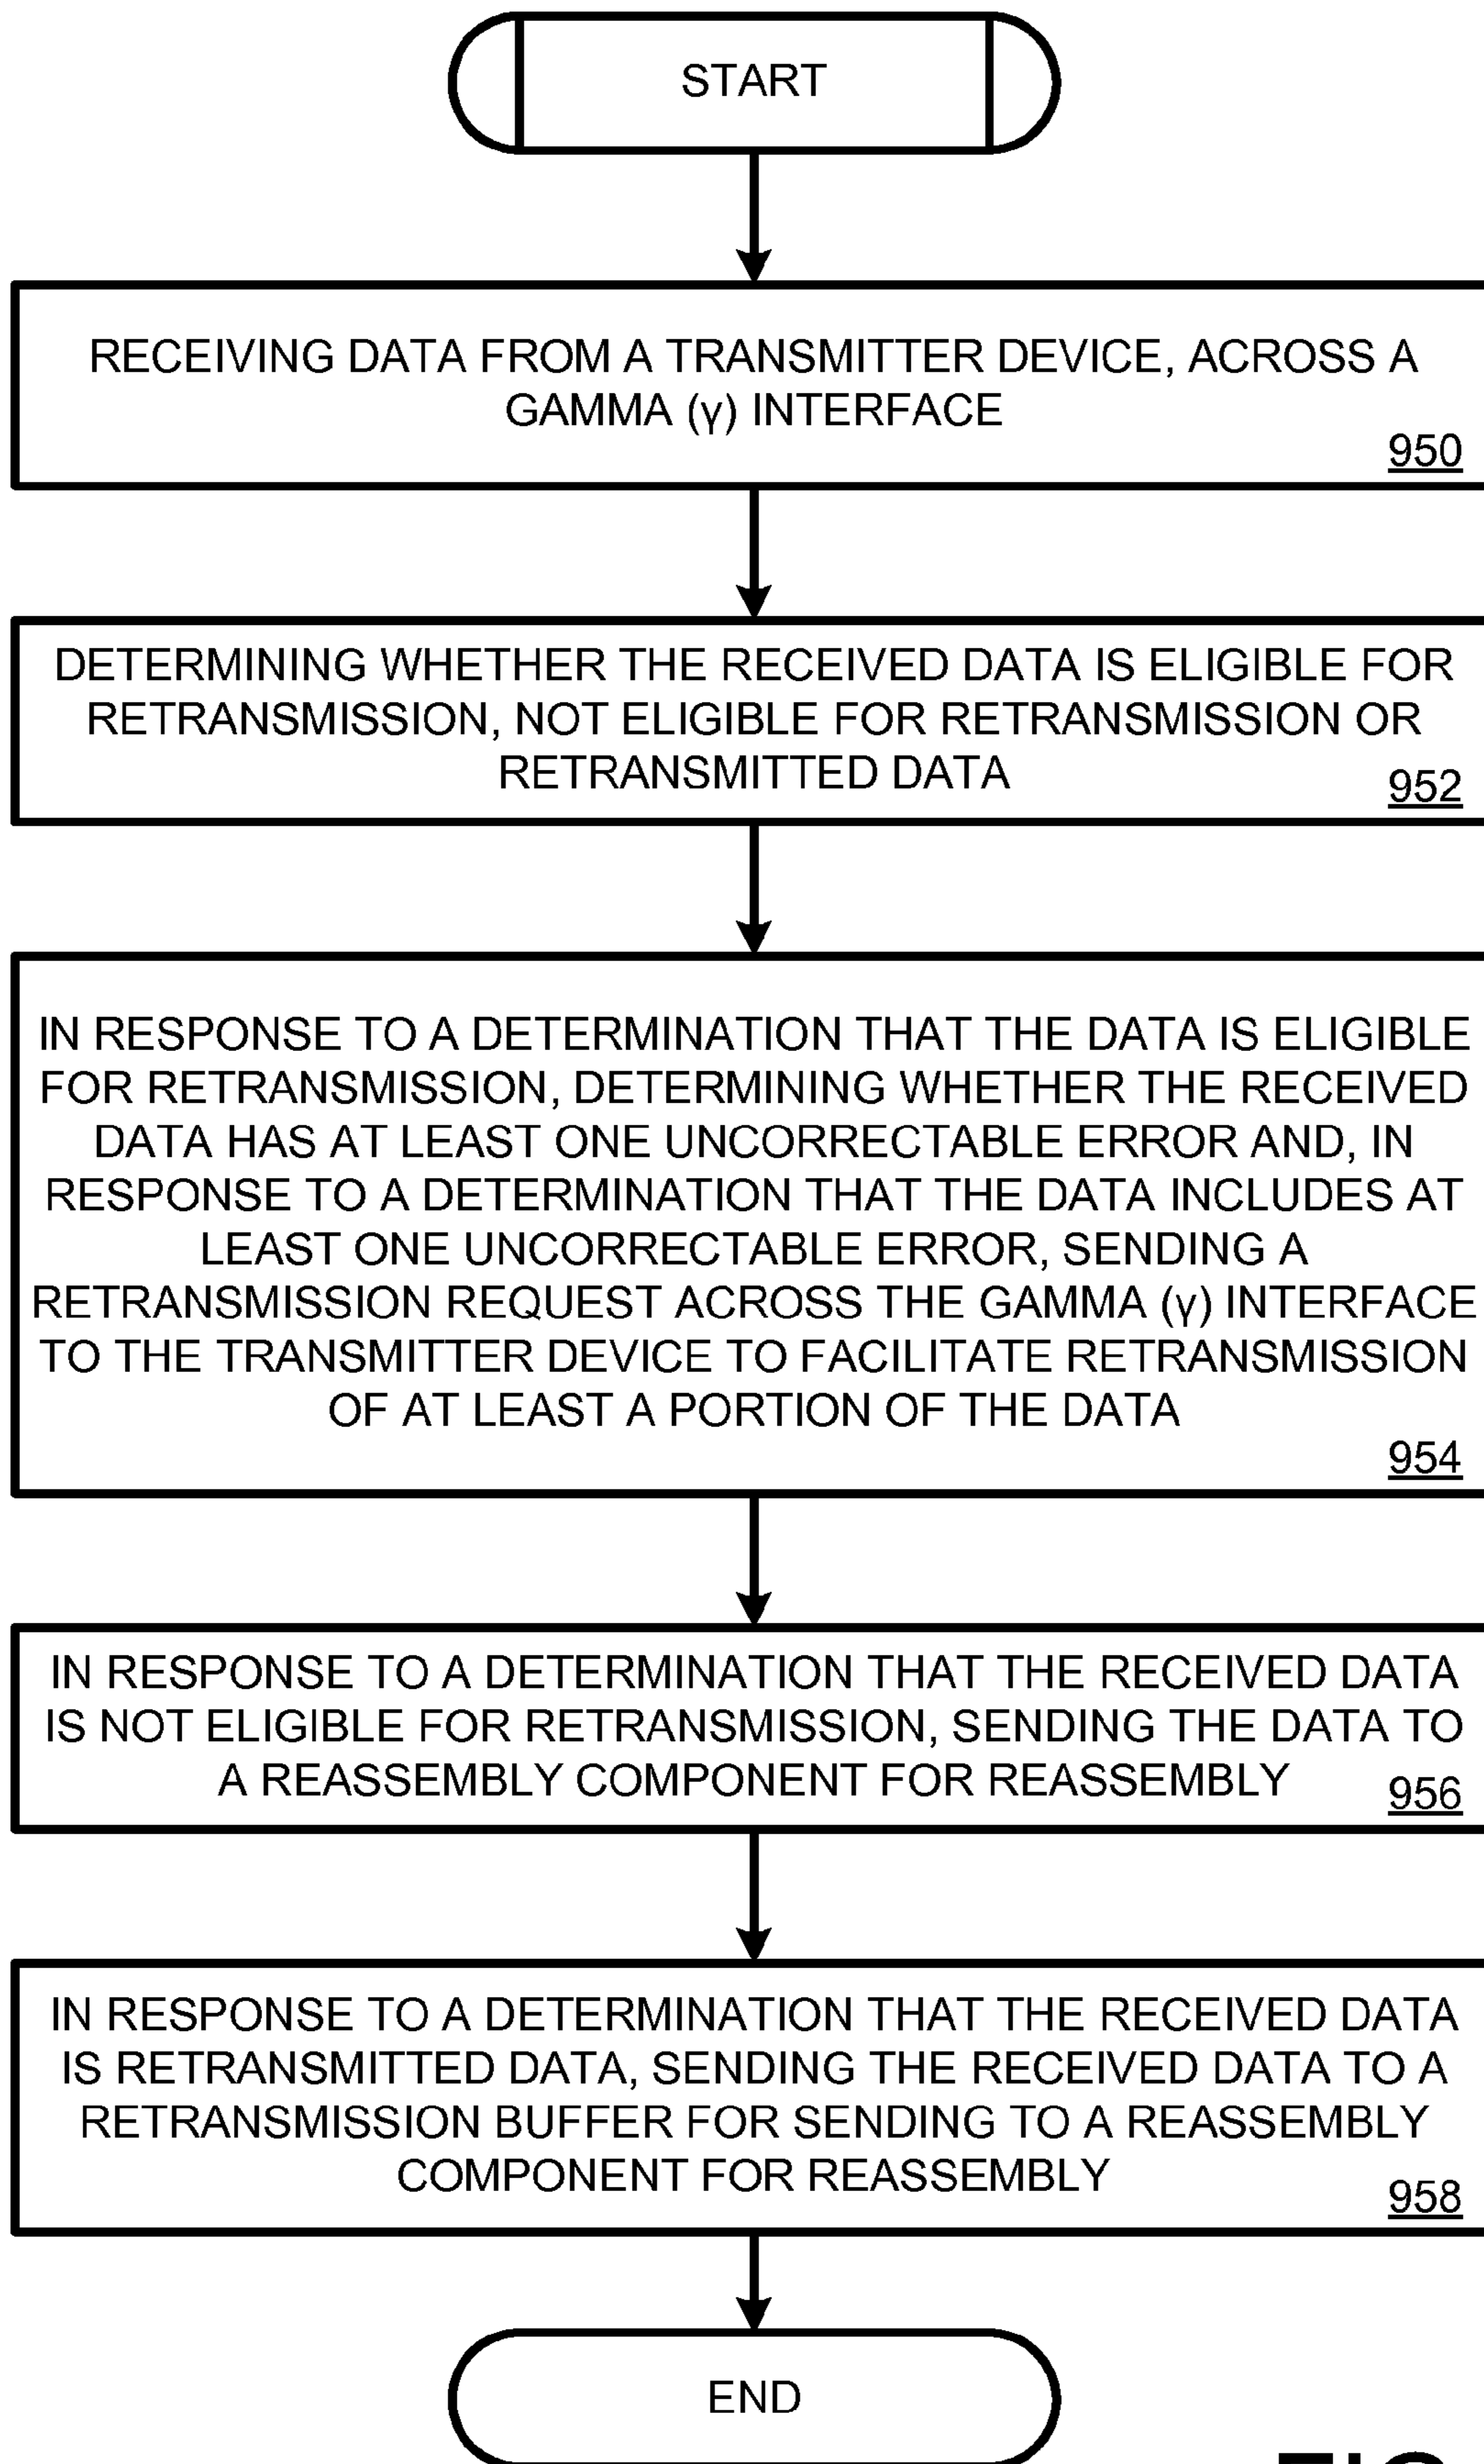 START
RECEIVING DATA FROM A TRANSMITTER DEVICE, ACROSS A
GAMMA (γ) INTERFACE
950
DETERMINING WHETHER THE RECEIVED DATA IS ELIGIBLE FOR
RETRANSMISSION, NOT ELIGIBLE FOR RETRANSMISSION OR
RETRANSMITTED DATA
952
IN RESPONSE TO A DETERMINATION THAT THE DATA IS ELIGIBLE
FOR RETRANSMISSION, DETERMINING WHETHER THE RECEIVED
DATA HAS AT LEAST ONE UNCORRECTABLE ERROR AND, IN
RESPONSE TO A DETERMINATION THAT THE DATA INCLUDES AT
LEAST ONE UNCORRECTABLE ERROR, SENDING A
RETRANSMISSION REQUEST ACROSS THE GAMMA (γ) INTERFACE
TO THE TRANSMITTER DEVICE TO FACILITATE RETRANSMISSION
OF AT LEAST A PORTION OF THE DATA
954
IN RESPONSE TO A DETERMINATION THAT THE RECEIVED DATA
IS NOT ELIGIBLE FOR RETRANSMISSION, SENDING THE DATA TO
A REASSEMBLY COMPONENT FOR REASSEMBLY
956
IN RESPONSE TO A DETERMINATION THAT THE RECEIVED DATA
IS RETRANSMITTED DATA, SENDING THE RECEIVED DATA TO A
RETRANSMISSION BUFFER FOR SENDING TO A REASSEMBLY
COMPONENT FOR REASSEMBLY
958
END